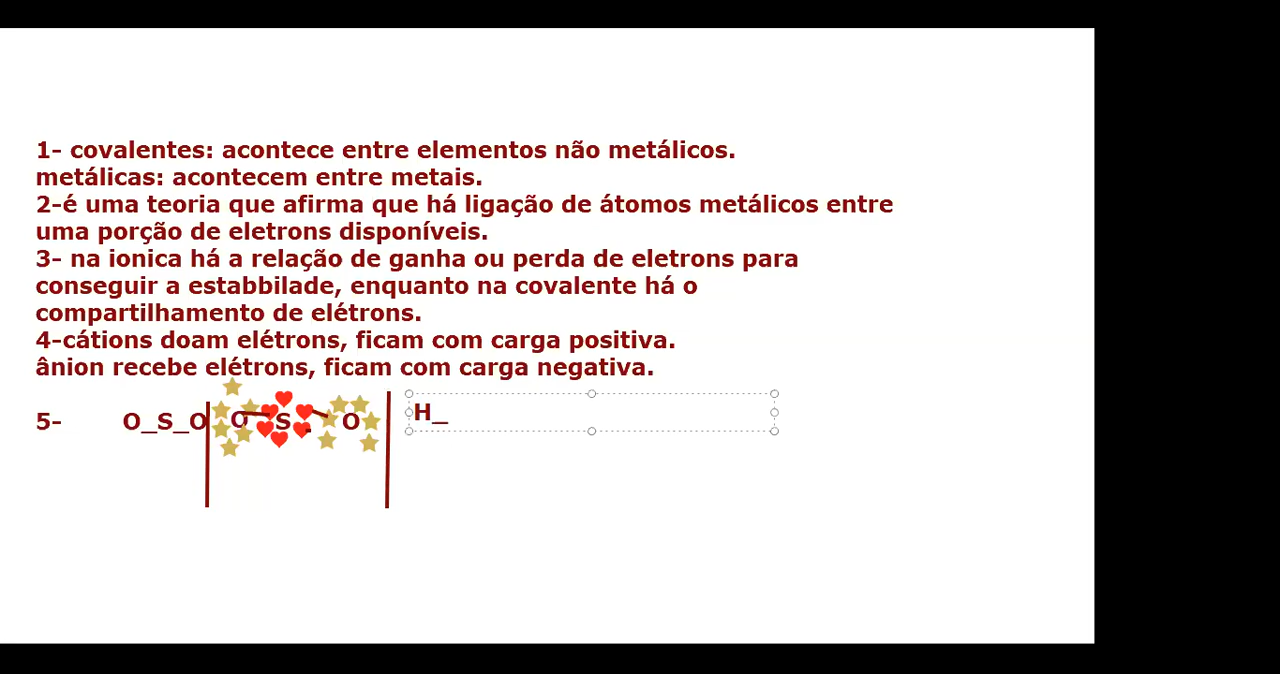 1- covalentes: acontece entre elementos não metálicos.
metálicas: acontecem entre metais.
2-é uma teoria que afirma que há ligação de átomos metálicos entre
uma porção de eletrons disponíveis.
3- na ionica há a relação de ganha ou perda de eletrons para
conseguir a estabbilade, enquanto na covalente há o
compartilhamento de elétrons.
4-cátions doam elétrons, ficam com carga positiva.
ânion recebe elétrons, ficam com carga negativa.
5- O_S_O O S . O H_